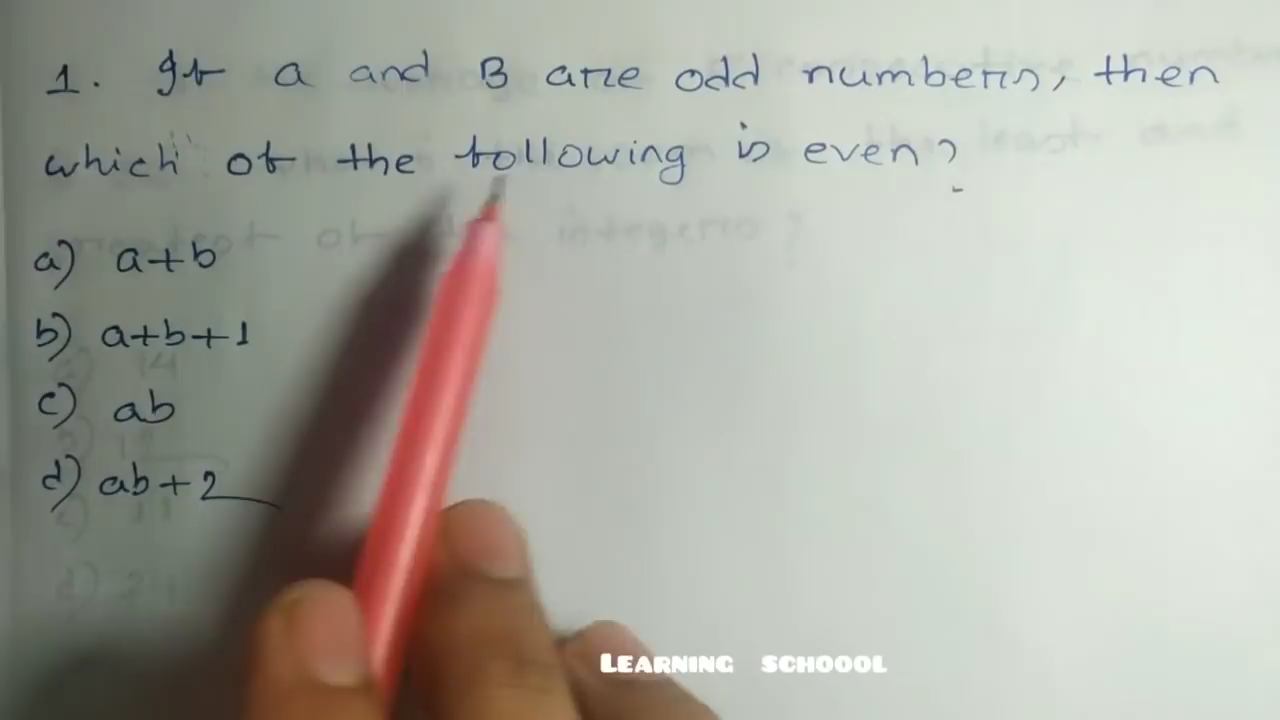 1. If a and B are odd numbers, then
which of the following is even?
a) a+b
b) a+b+1
c) ab
d) ab+2
LEARNING SCHOOOL